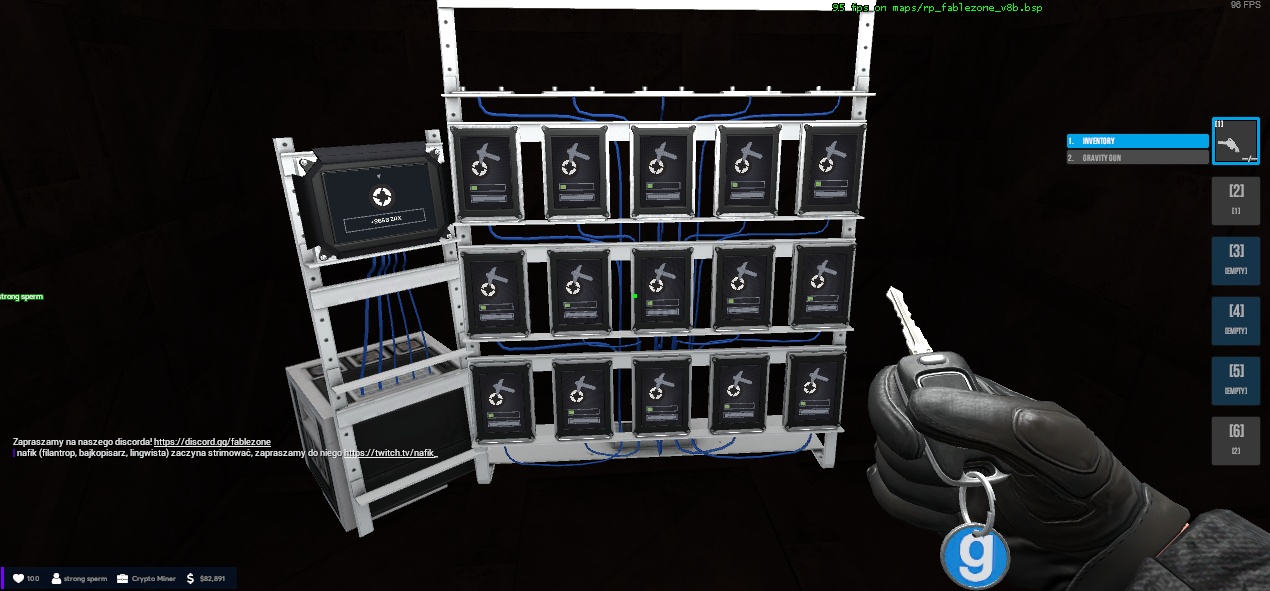 95 fps on maps/rp_fablezone_v8b.bsp
96 FPS
[1]
1. INVENTORY
2. GRAVITY GUN
[2]
[1]
[3]
[EMPTY]
[4]
[EMPTY]
[5]
[EMPTY]
[6]
[2]
strong sperm
Zapraszamy na naszego discorda! https://discord.gg/fablezone
nafik (filantrop, bajkopisarz, lingwista) zaczyna strimować, zapraszamy do niego https://twitch.tv/nafik_
g
100 strong sperm Crypto Miner $82,891